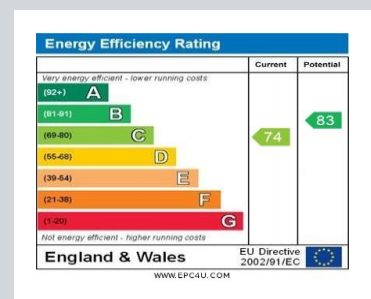 Energy Efficiency Rating
Current Potential
Very energy efficient - lower running costs
(92+) A
(81-91) B
(69-80) C
(55-68) D
(39-54) E
(21-38) F
(1-20) G
74
83
Not energy efficient - higher running costs
England & Wales
EU Directive
2002/91/EC
WWW.EPC4U.COM